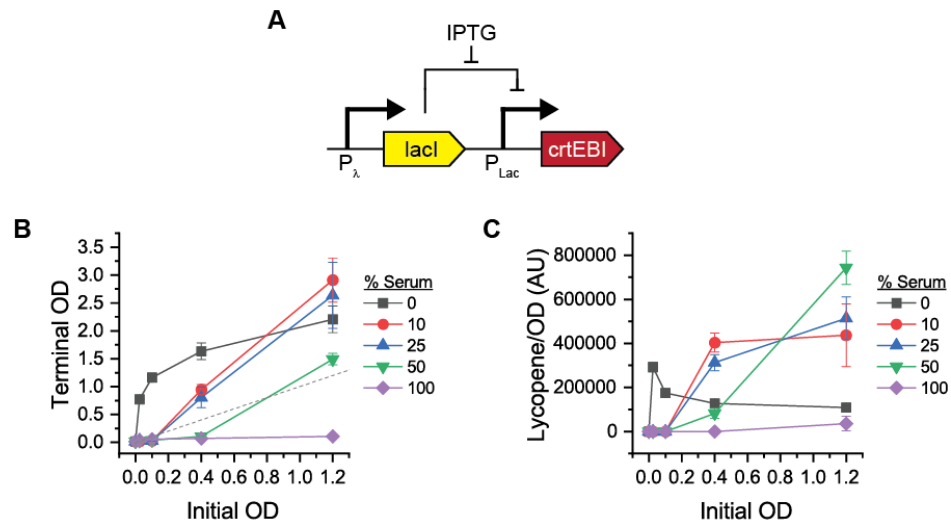 A
IPTG
lacI
crtEBI
Pλ
PLac
B
Terminal OD
3.5
3.0
2.5
2.0
1.5
1.0
0.5
0.0
0.0 0.2 0.4 0.6 0.8 1.0 1.2
Initial OD
% Serum
0
10
25
50
100
C
Lycopene/OD (AU)
800000
600000
400000
200000
0
0.0 0.2 0.4 0.6 0.8 1.0 1.2
Initial OD
% Serum
0
10
25
50
100